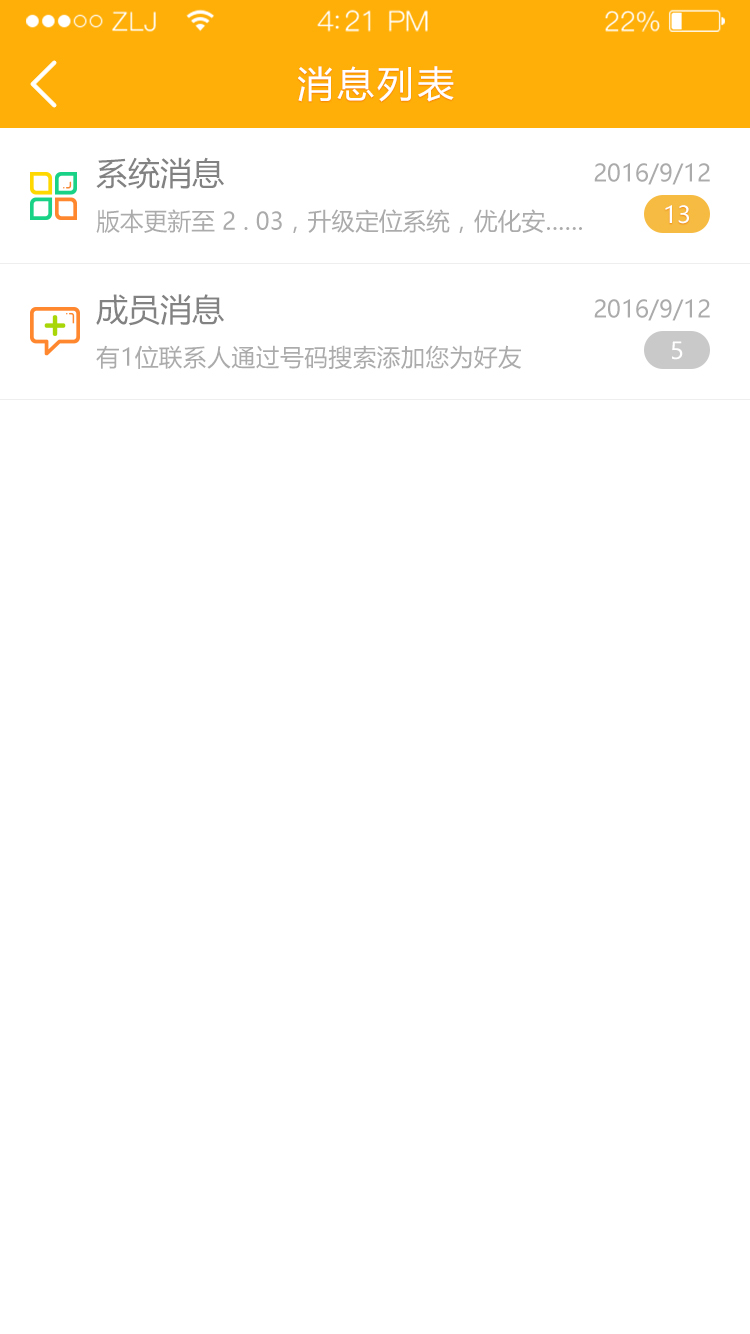 ZLJ 4:21 PM 22%
消息列表
系统消息 2016/9/12
版本更新至 2 . 03，升级定位系统，优化安...... 13
成员消息 2016/9/12
有1位联系人通过号码搜索添加您为好友 5